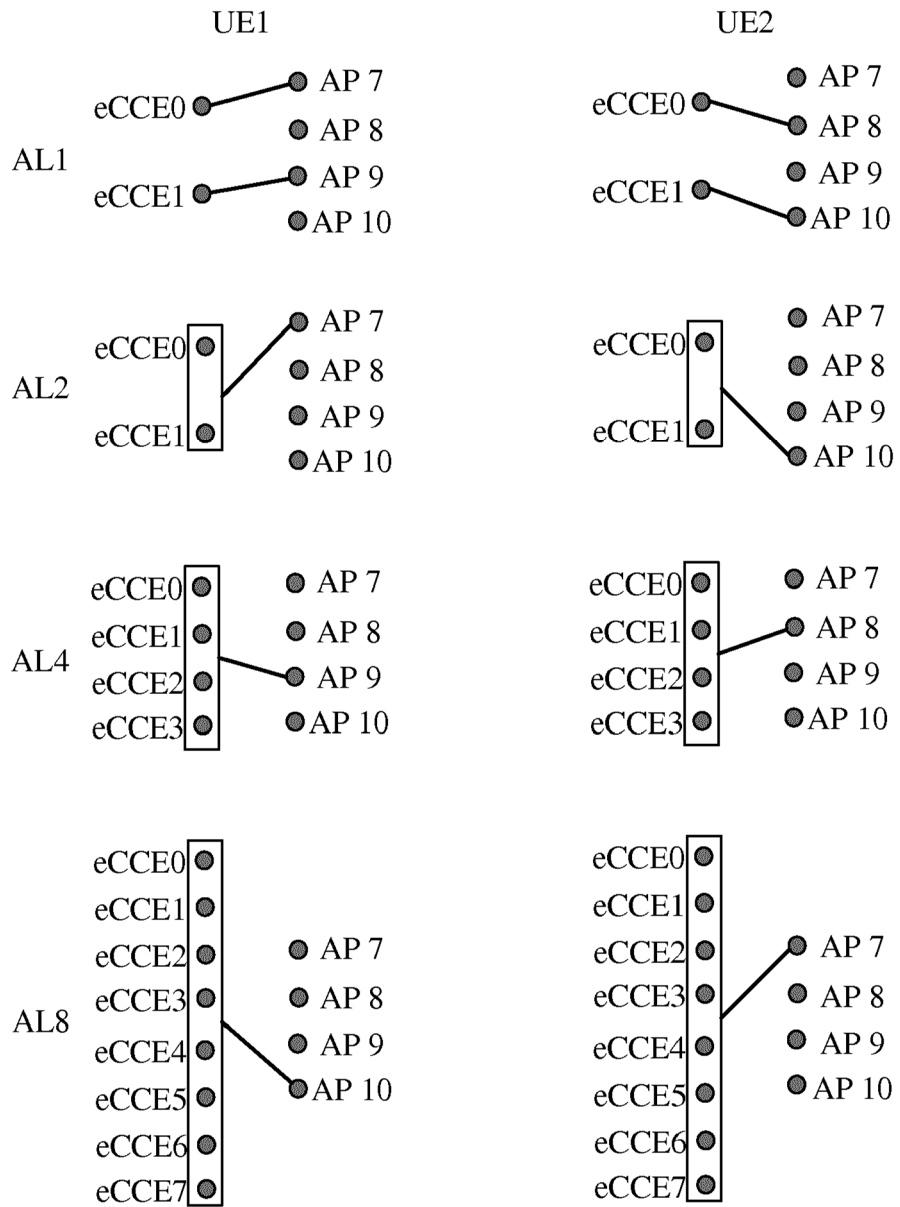 UE1
UE2
AL1
eCCE0
eCCE1
AP 7
AP 8
AP 9
AP 10
eCCE0
eCCE1
AP 7
AP 8
AP 9
AP 10
AL2
eCCE0
eCCE1
AP 7
AP 8
AP 9
AP 10
eCCE0
eCCE1
AP 7
AP 8
AP 9
AP 10
AL4
eCCE0
eCCE1
eCCE2
eCCE3
AP 7
AP 8
AP 9
AP 10
eCCE0
eCCE1
eCCE2
eCCE3
AP 7
AP 8
AP 9
AP 10
AL8
eCCE0
eCCE1
eCCE2
eCCE3
eCCE4
eCCE5
eCCE6
eCCE7
AP 7
AP 8
AP 9
AP 10
eCCE0
eCCE1
eCCE2
eCCE3
eCCE4
eCCE5
eCCE6
eCCE7
AP 7
AP 8
AP 9
AP 10